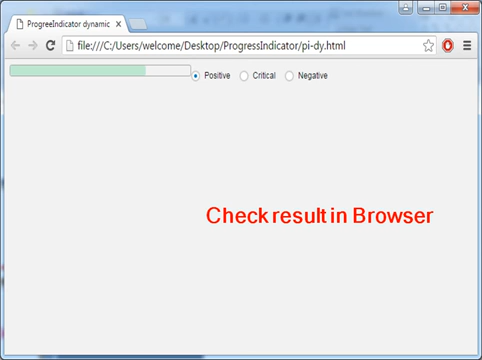 ProgreeIndicator dynamic
file:///C:/Users/welcome/Desktop/ProgressIndicator/pi-dy.html
Positive Critical Negative
Check result in Browser